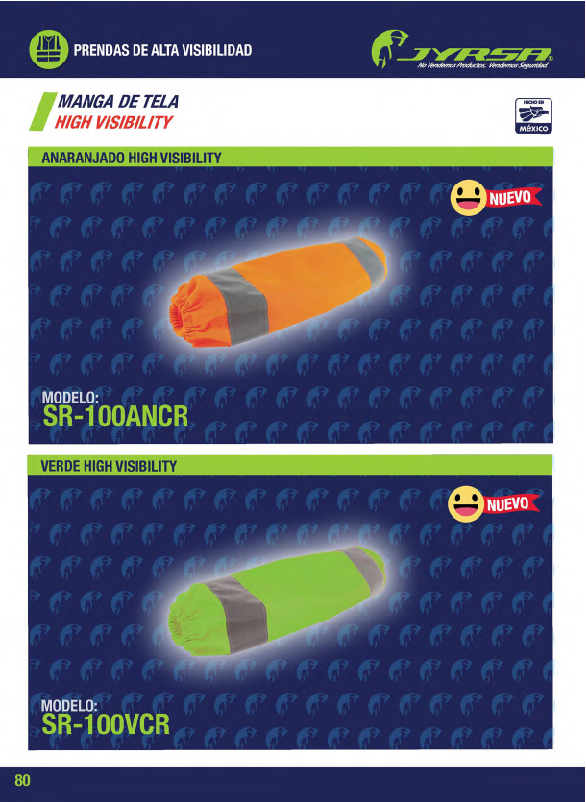 PRENDAS DE ALTA VISIBILIDAD
JYRSA
No Vendemos Productos, Vendemos Seguridad
MANGA DE TELA
HIGH VISIBILITY
HECHO EN
MÉXICO
ANARANJADO HIGH VISIBILITY
NUEVO
MODELO:
SR-100ANCR
VERDE HIGH VISIBILITY
NUEVO
MODELO:
SR-100VCR
80